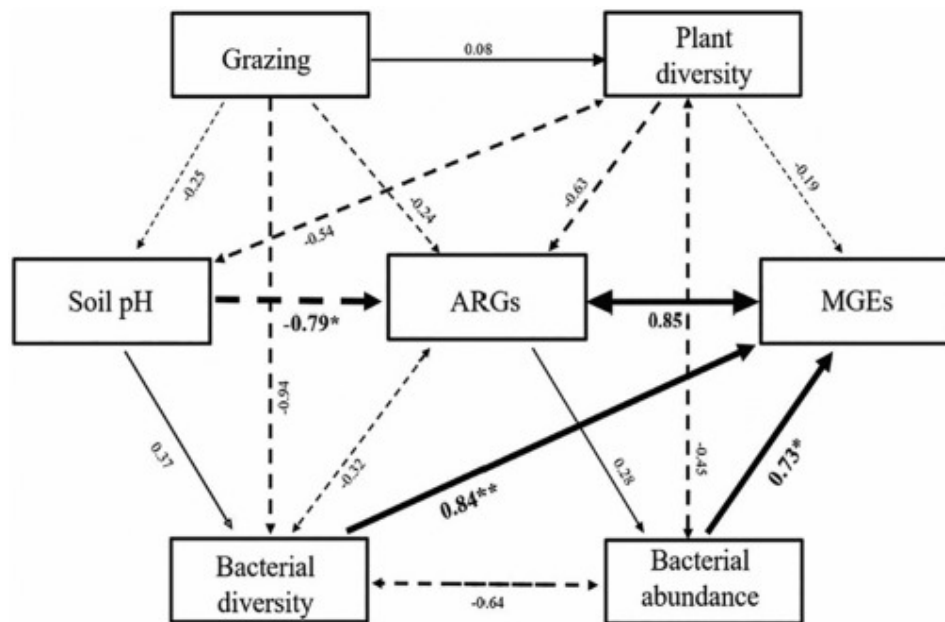 Grazing
0.08
Plant
diversity
-0.25
-0.24
-0.63
-0.19
-0.54
Soil pH
-0.79*
ARGs
0.85
MGEs
-0.94
0.37
-0.32
0.84**
0.28
-0.45
0.73*
Bacterial
diversity
-0.64
Bacterial
abundance